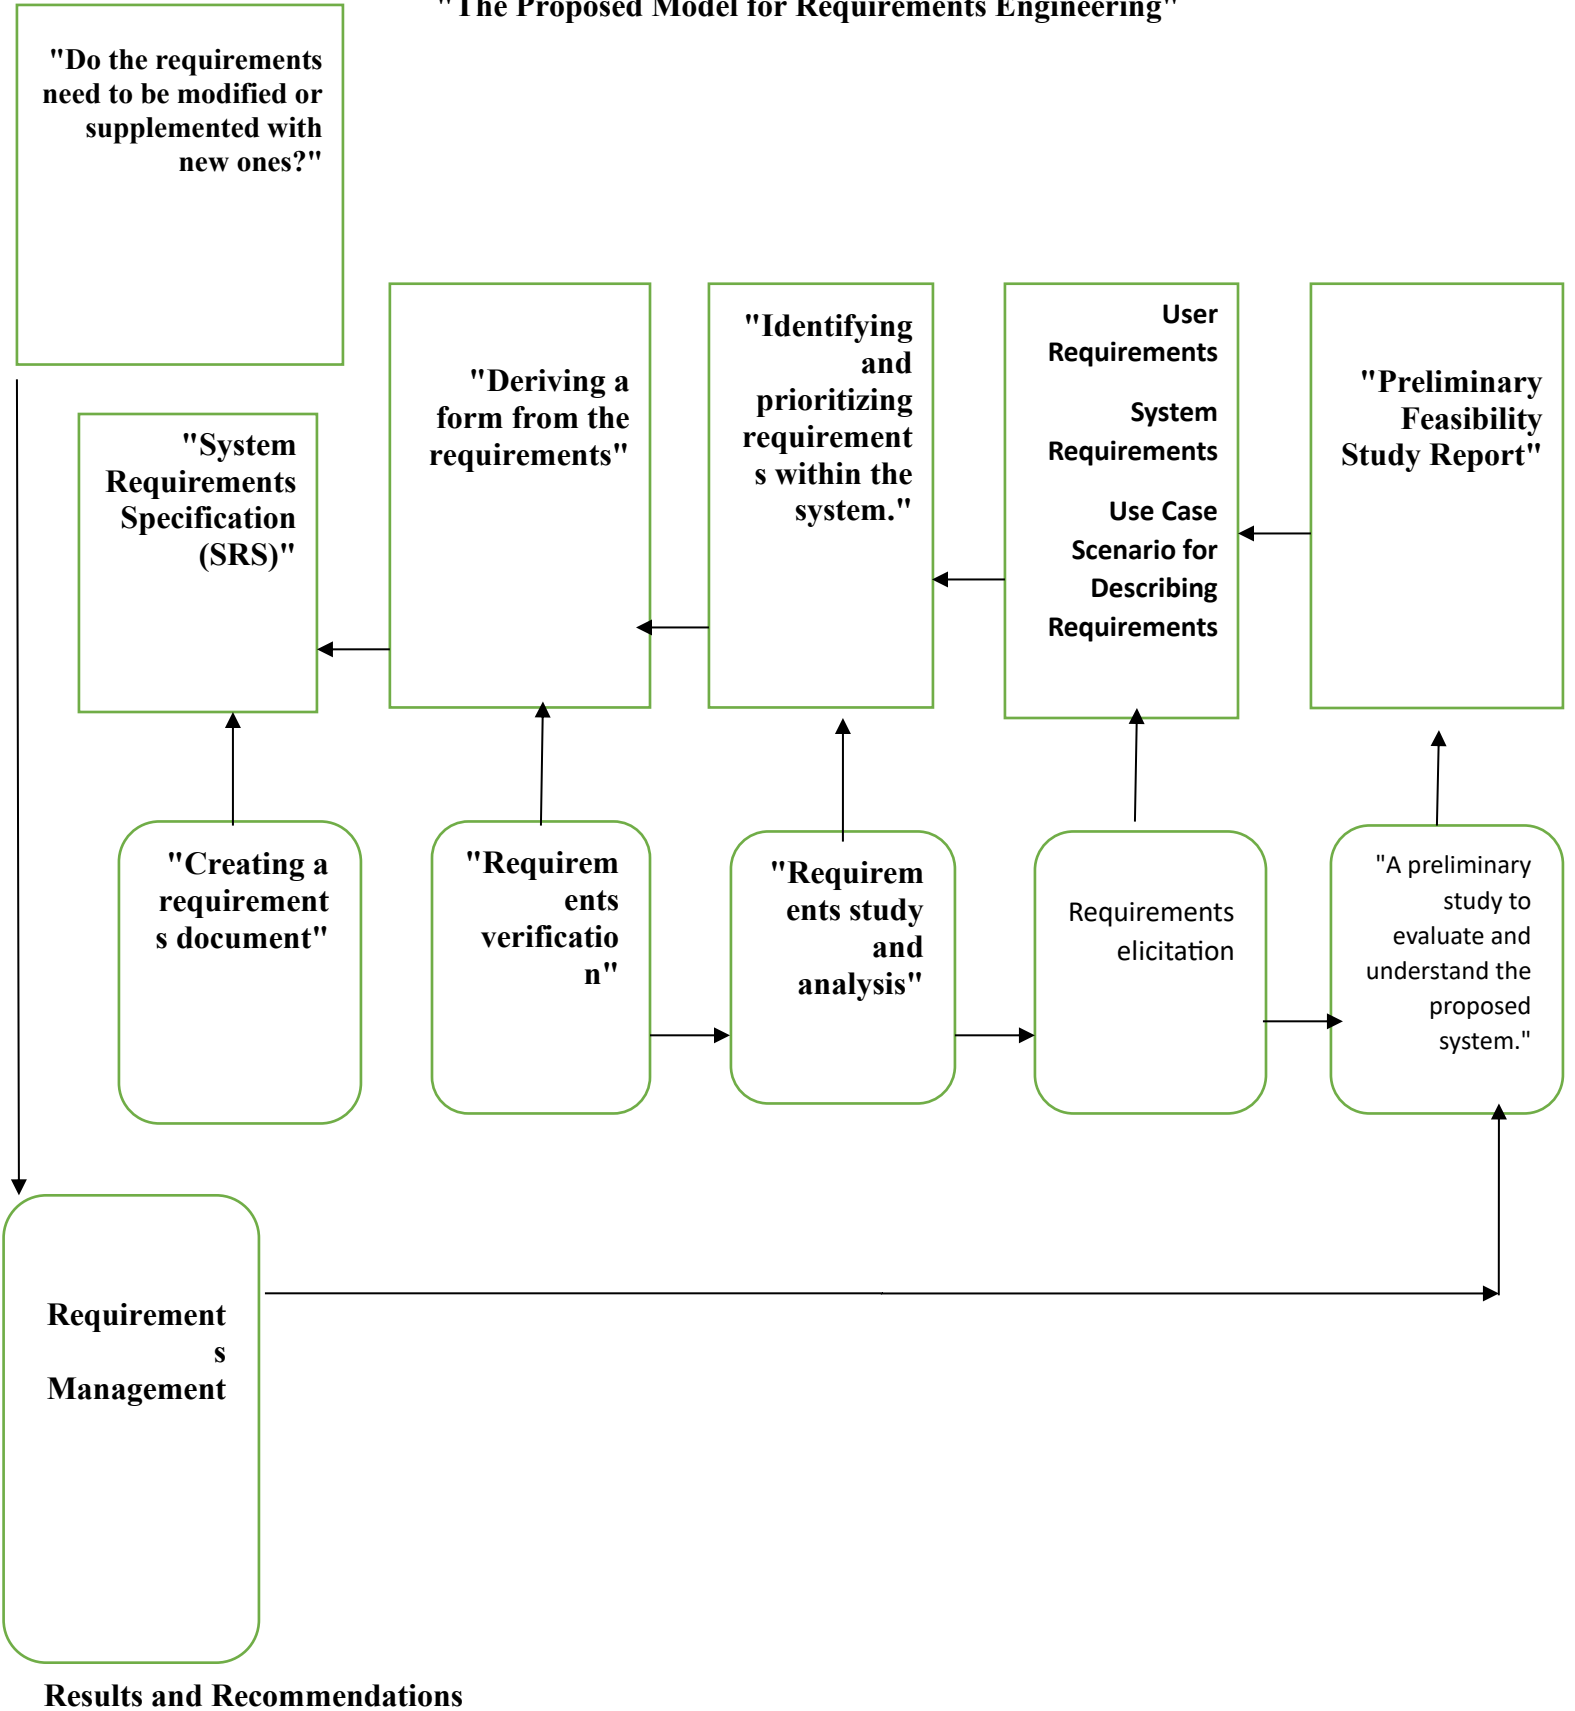 "The Proposed Model for Requirements Engineering"
"Do the requirements
need to be modified or
supplemented with
new ones?"
"System
Requirements
Specification
(SRS)"
"Deriving a
form from the
requirements"
"Identifying
and
prioritizing
requirement
s within the
system."
User
Requirements
System
Requirements
Use Case
Scenario for
Describing
Requirements
"Preliminary
Feasibility
Study Report"
"Creating a
requirement
s document"
"Requirem
ents
verificatio
n"
"Requirem
ents study
and
analysis"
Requirements
elicitation
"A preliminary
study to
evaluate and
understand the
proposed
system."
Requirement
s
Management
Results and Recommendations